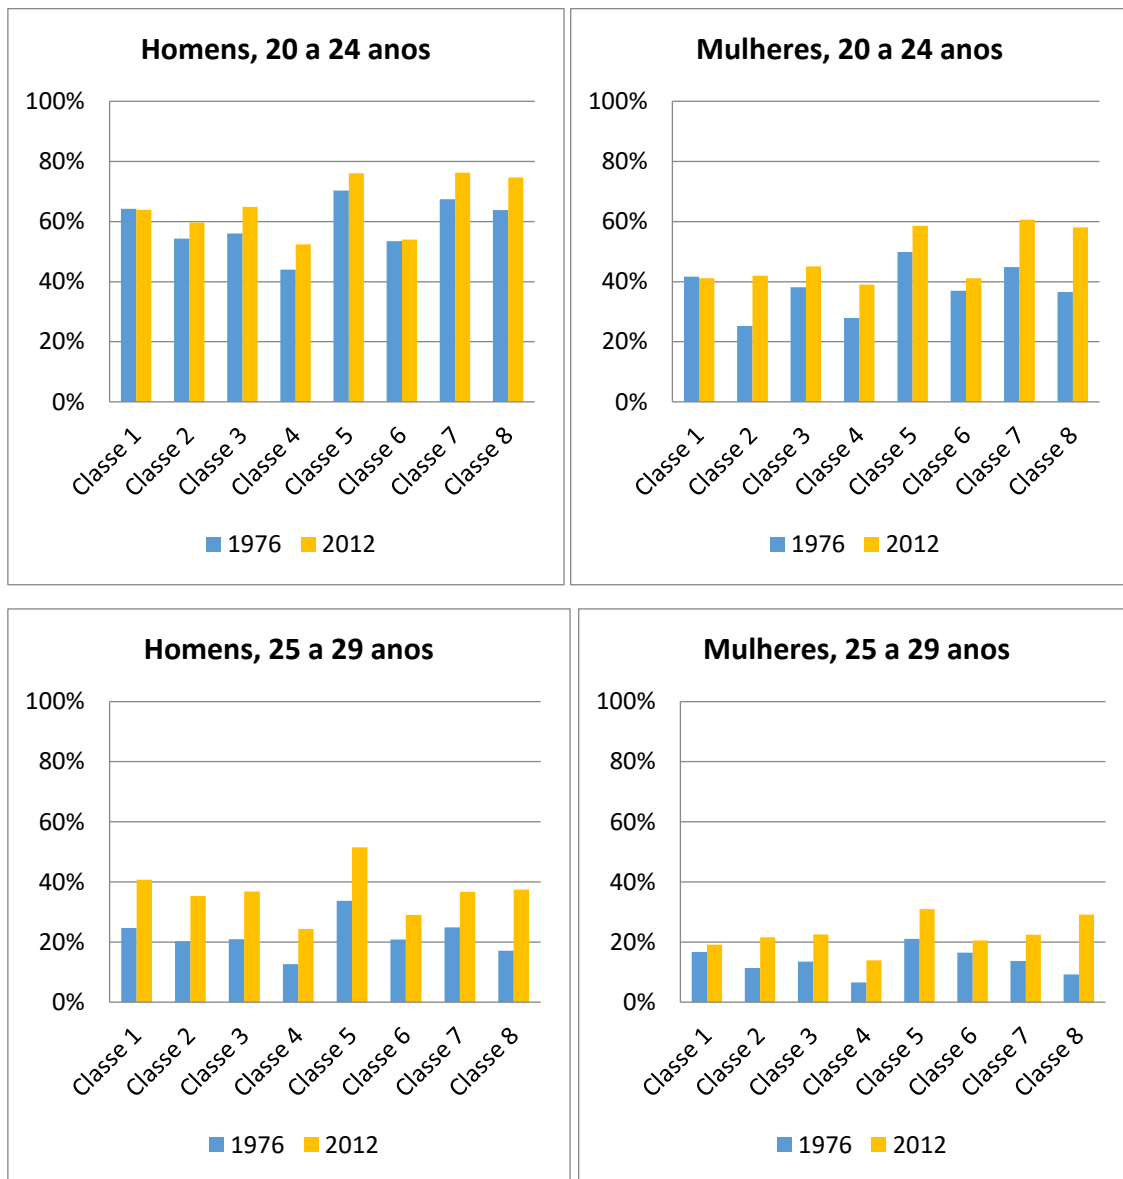 Homens, 20 a 24 anos
100%
80%
60%
40%
20%
0%
Classe 1
Classe 2
Classe 3
Classe 4
Classe 5
Classe 6
Classe 7
Classe 8
1976 2012
Mulheres, 20 a 24 anos
100%
80%
60%
40%
20%
0%
Classe 1
Classe 2
Classe 3
Classe 4
Classe 5
Classe 6
Classe 7
Classe 8
1976 2012
Homens, 25 a 29 anos
100%
80%
60%
40%
20%
0%
Classe 1
Classe 2
Classe 3
Classe 4
Classe 5
Classe 6
Classe 7
Classe 8
1976 2012
Mulheres, 25 a 29 anos
100%
80%
60%
40%
20%
0%
Classe 1
Classe 2
Classe 3
Classe 4
Classe 5
Classe 6
Classe 7
Classe 8
1976 2012